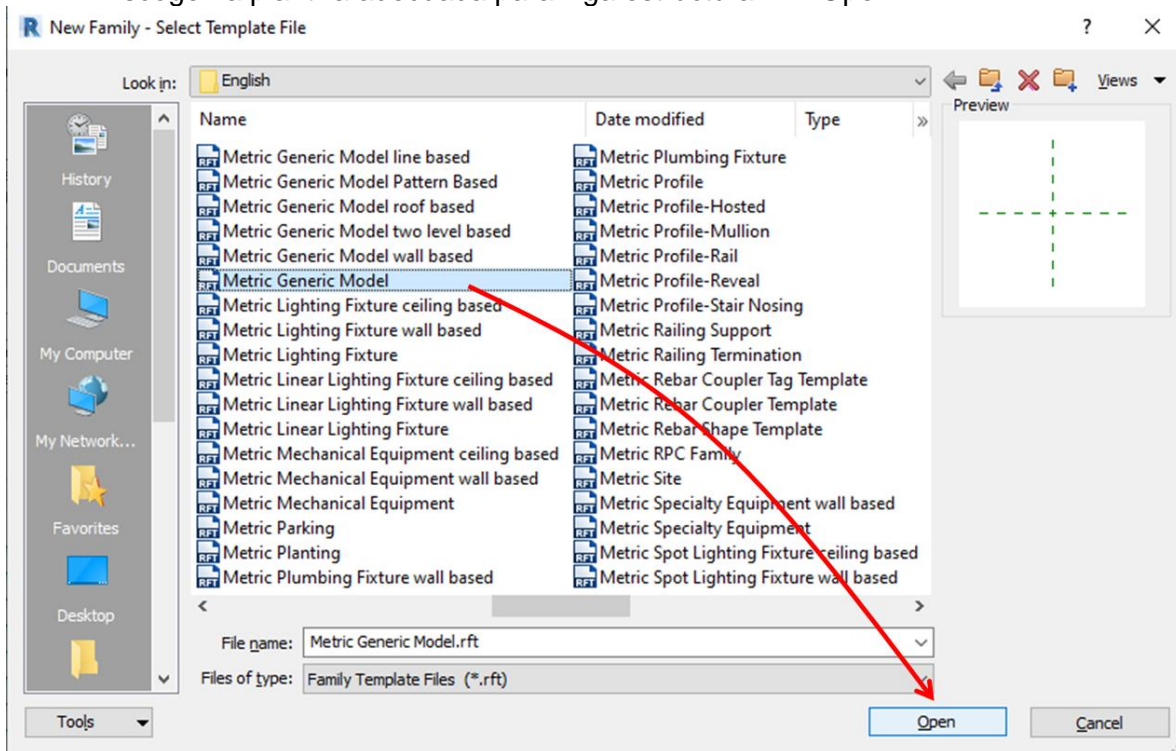 New Family - Select Template File
? X
Look in: English
Views
Preview
Name Date modified Type »
Metric Generic Model line based
Metric Generic Model Pattern Based
Metric Generic Model roof based
Metric Generic Model two level based
Metric Generic Model wall based
Metric Generic Model
Metric Lighting Fixture ceiling based
Metric Lighting Fixture wall based
Metric Lighting Fixture
Metric Linear Lighting Fixture ceiling based
Metric Linear Lighting Fixture wall based
Metric Linear Lighting Fixture
Metric Mechanical Equipment ceiling based
Metric Mechanical Equipment wall based
Metric Mechanical Equipment
Metric Parking
Metric Planting
Metric Plumbing Fixture wall based
Metric Plumbing Fixture
Metric Profile
Metric Profile-Hosted
Metric Profile-Mullion
Metric Profile-Rail
Metric Profile-Reveal
Metric Profile-Stair Nosing
Metric Railing Support
Metric Railing Termination
Metric Rebar Coupler Tag Template
Metric Rebar Coupler Template
Metric Rebar Shape Template
Metric RPC Family
Metric Site
Metric Specialty Equipment wall based
Metric Specialty Equipment
Metric Spot Lighting Fixture ceiling based
Metric Spot Lighting Fixture wall based
History
Documents
My Computer
My Network...
Favorites
Desktop
File name: Metric Generic Model.rft
Files of type: Family Template Files (*.rft)
Tools Open Cancel